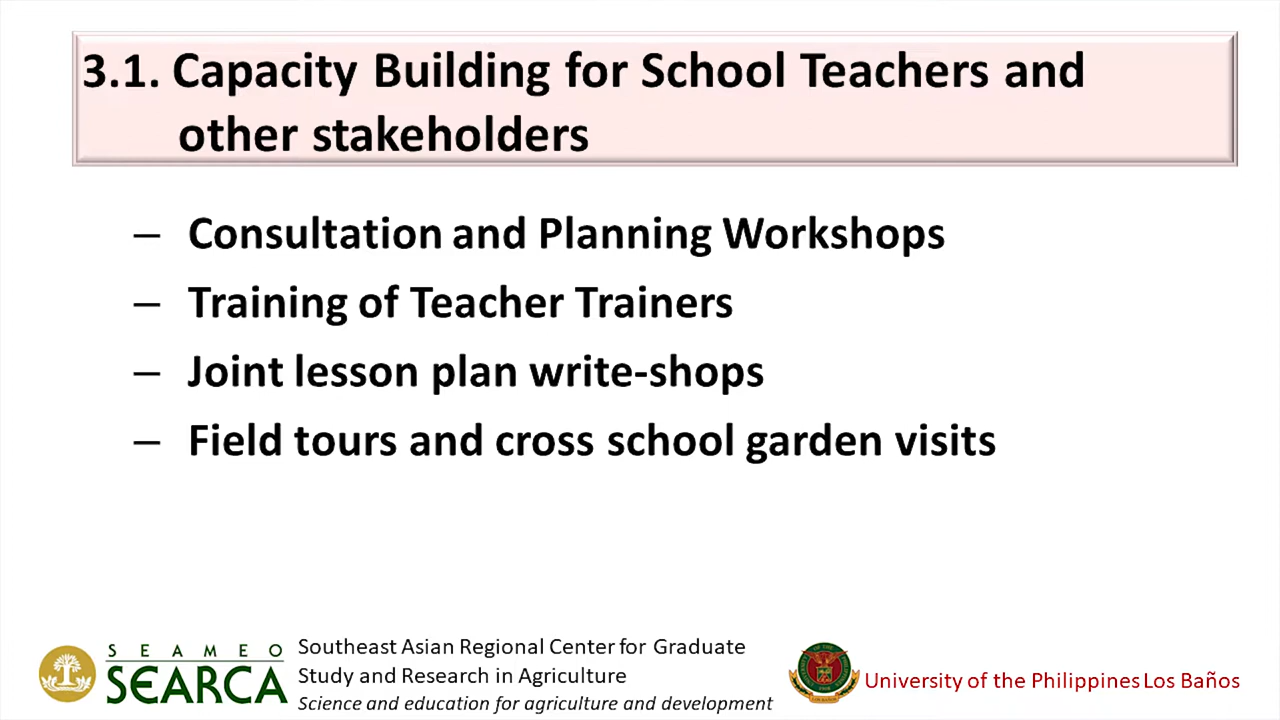 3.1. Capacity Building for School Teachers and
other stakeholders
– Consultation and Planning Workshops
– Training of Teacher Trainers
– Joint lesson plan write-shops
– Field tours and cross school garden visits
SEAMEO
SEARCA
Southeast Asian Regional Center for Graduate
Study and Research in Agriculture
Science and education for agriculture and development
University of the Philippines Los Baños